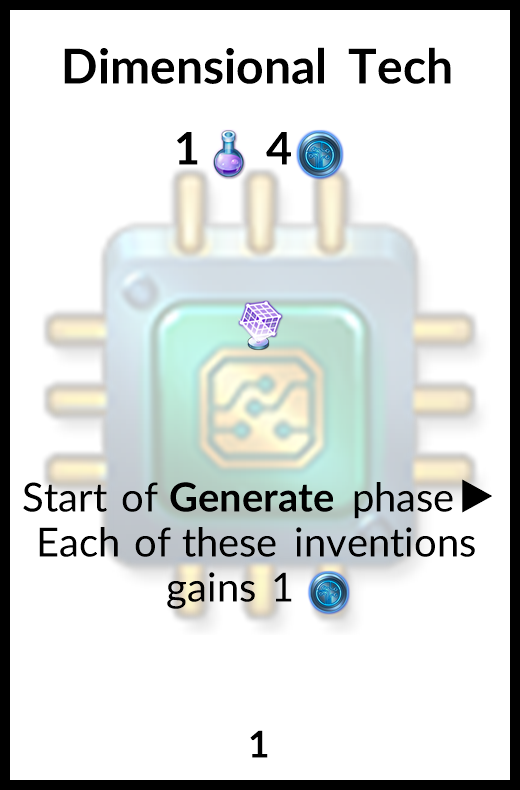 Dimensional Tech
1 4
Start of Generate phase ▶
Each of these inventions
gains 1
1